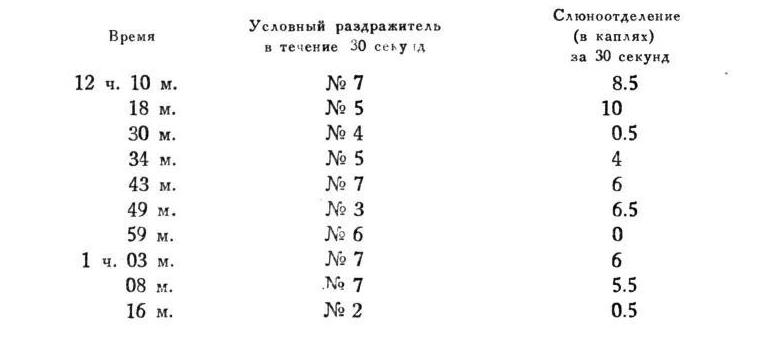 Время Условный раздражитель в течение 30 секунд Слюноотделение (в каплях) за 30 секунд
12 ч. 10 м. № 7 8.5
18 м. № 5 10
30 м. № 4 0.5
34 м. № 5 4
43 м. № 7 6
49 м. № 3 6.5
59 м. № 6 0
1 ч. 03 м. № 7 6
08 м. № 7 5.5
16 м. № 2 0.5